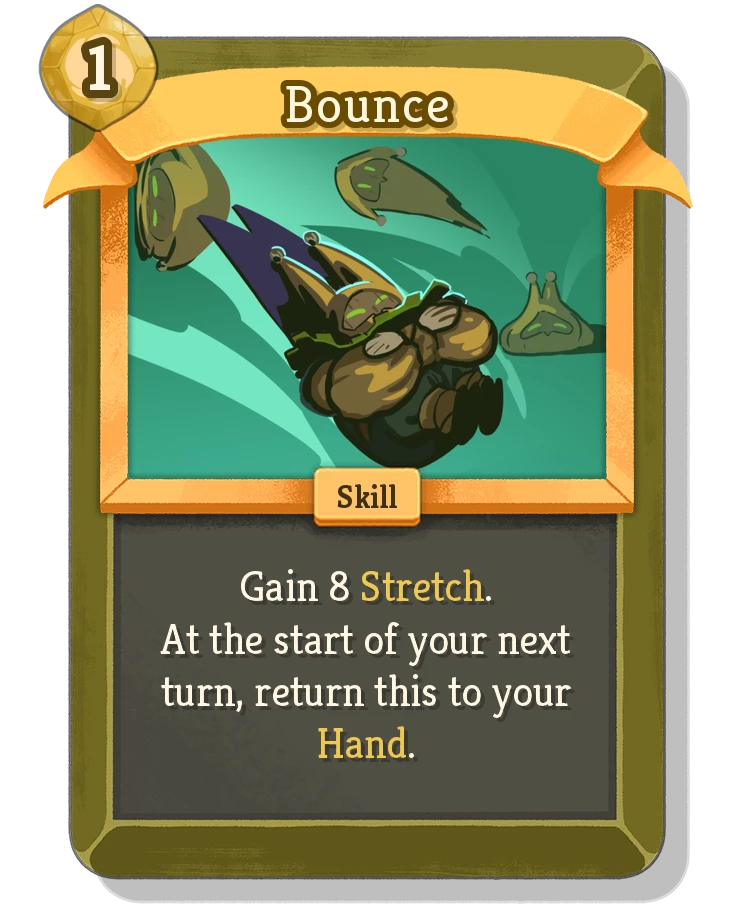 1
Bounce
Skill
Gain 8 Stretch.
At the start of your next
turn, return this to your
Hand.